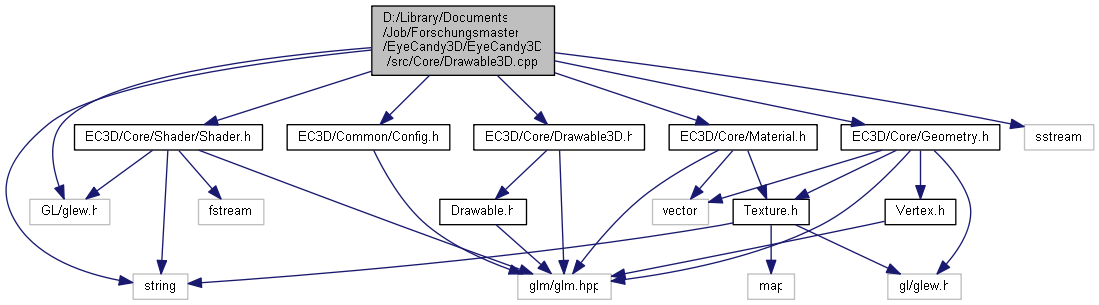 D:/Library/Documents
/Job/Forschungsmaster
/EyeCandy3D/EyeCandy3D
/src/Core/Drawable3D.cpp
EC3D/Core/Shader/Shader.h
EC3D/Common/Config.h
EC3D/Core/Drawable3D.h
EC3D/Core/Material.h
EC3D/Core/Geometry.h
sstream
GL/glew.h
fstream
Drawable.h
vector
Texture.h
Vertex.h
string
glm/glm.hpp
map
gl/glew.h